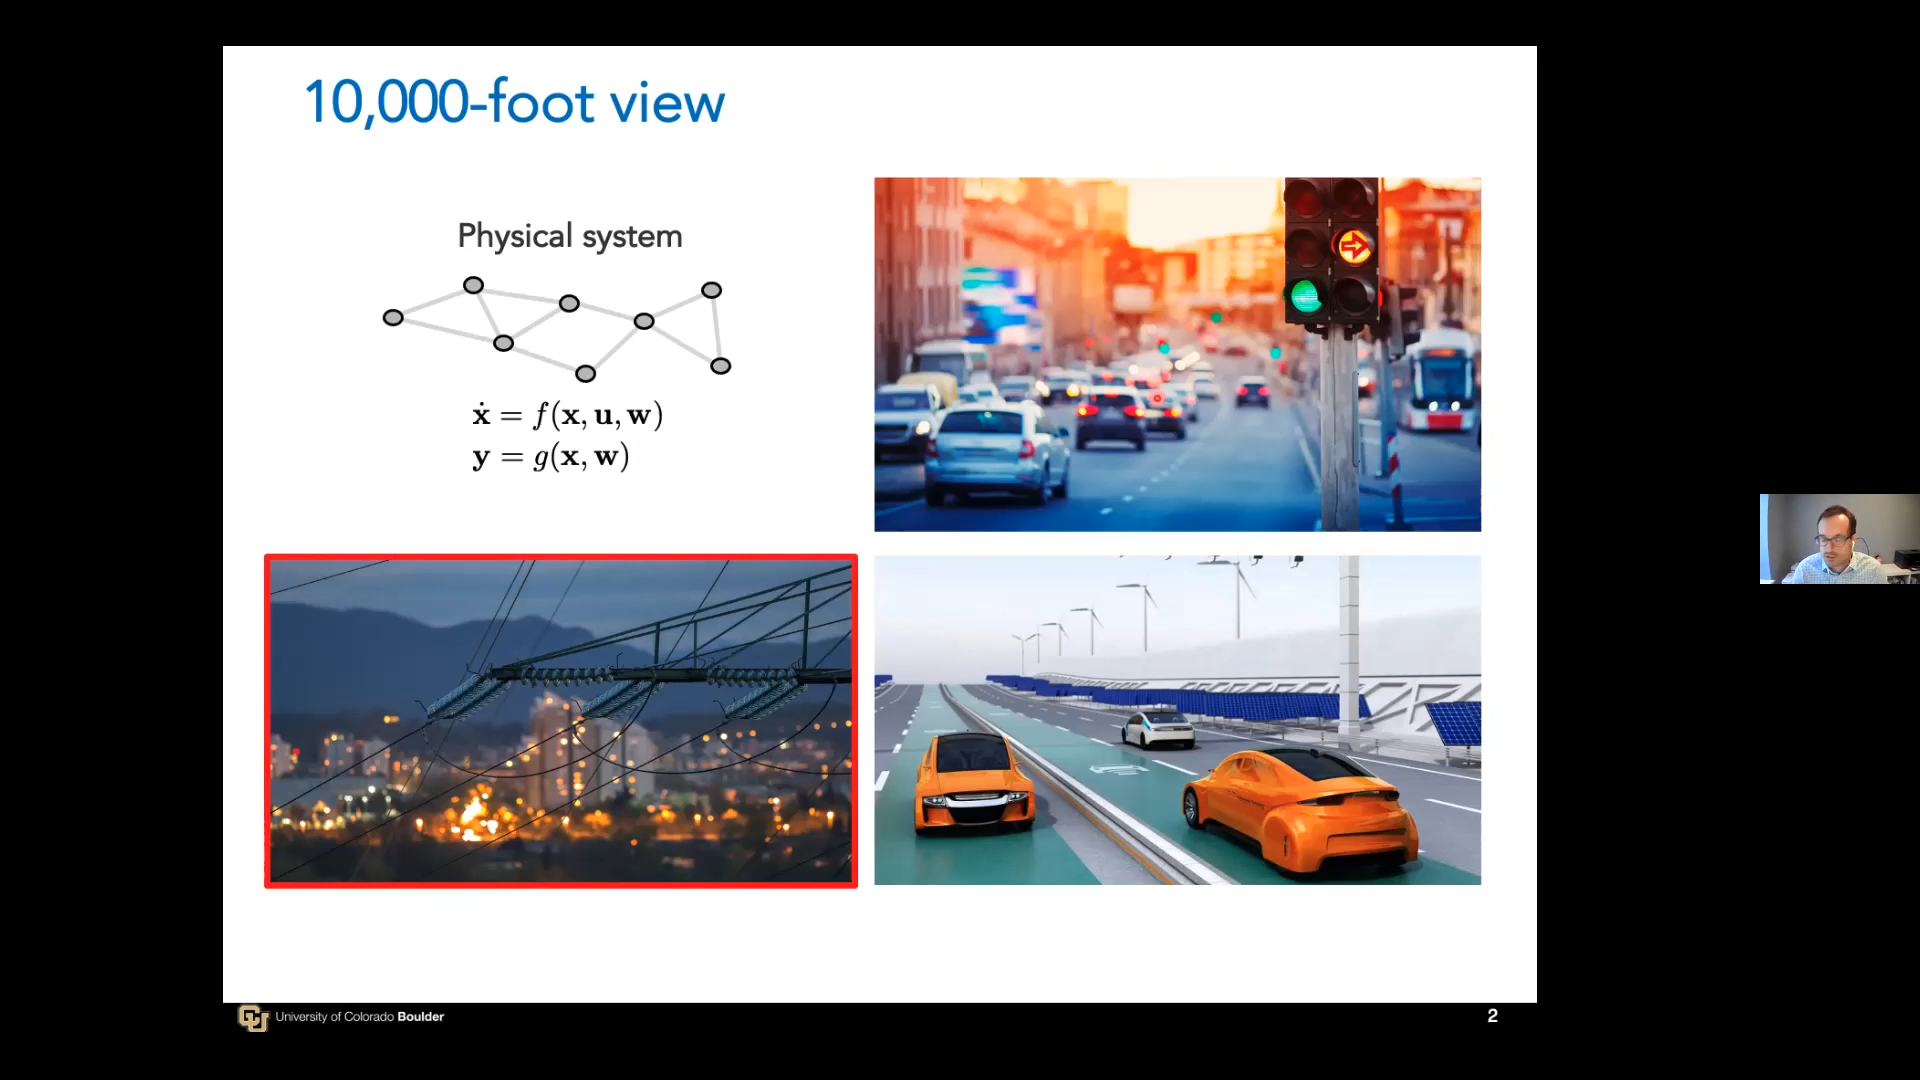 10,000-foot view
Physical system
ẋ = f(x, u, w)
y = g(x, w)
University of Colorado Boulder
2